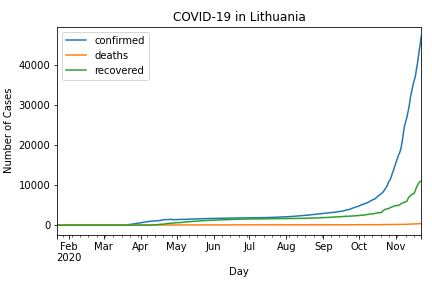 COVID-19 in Lithuania
confirmed
deaths
recovered
Number of Cases
40000
30000
20000
10000
0
Feb Mar Apr May Jun Jul Aug Sep Oct Nov
2020
Day